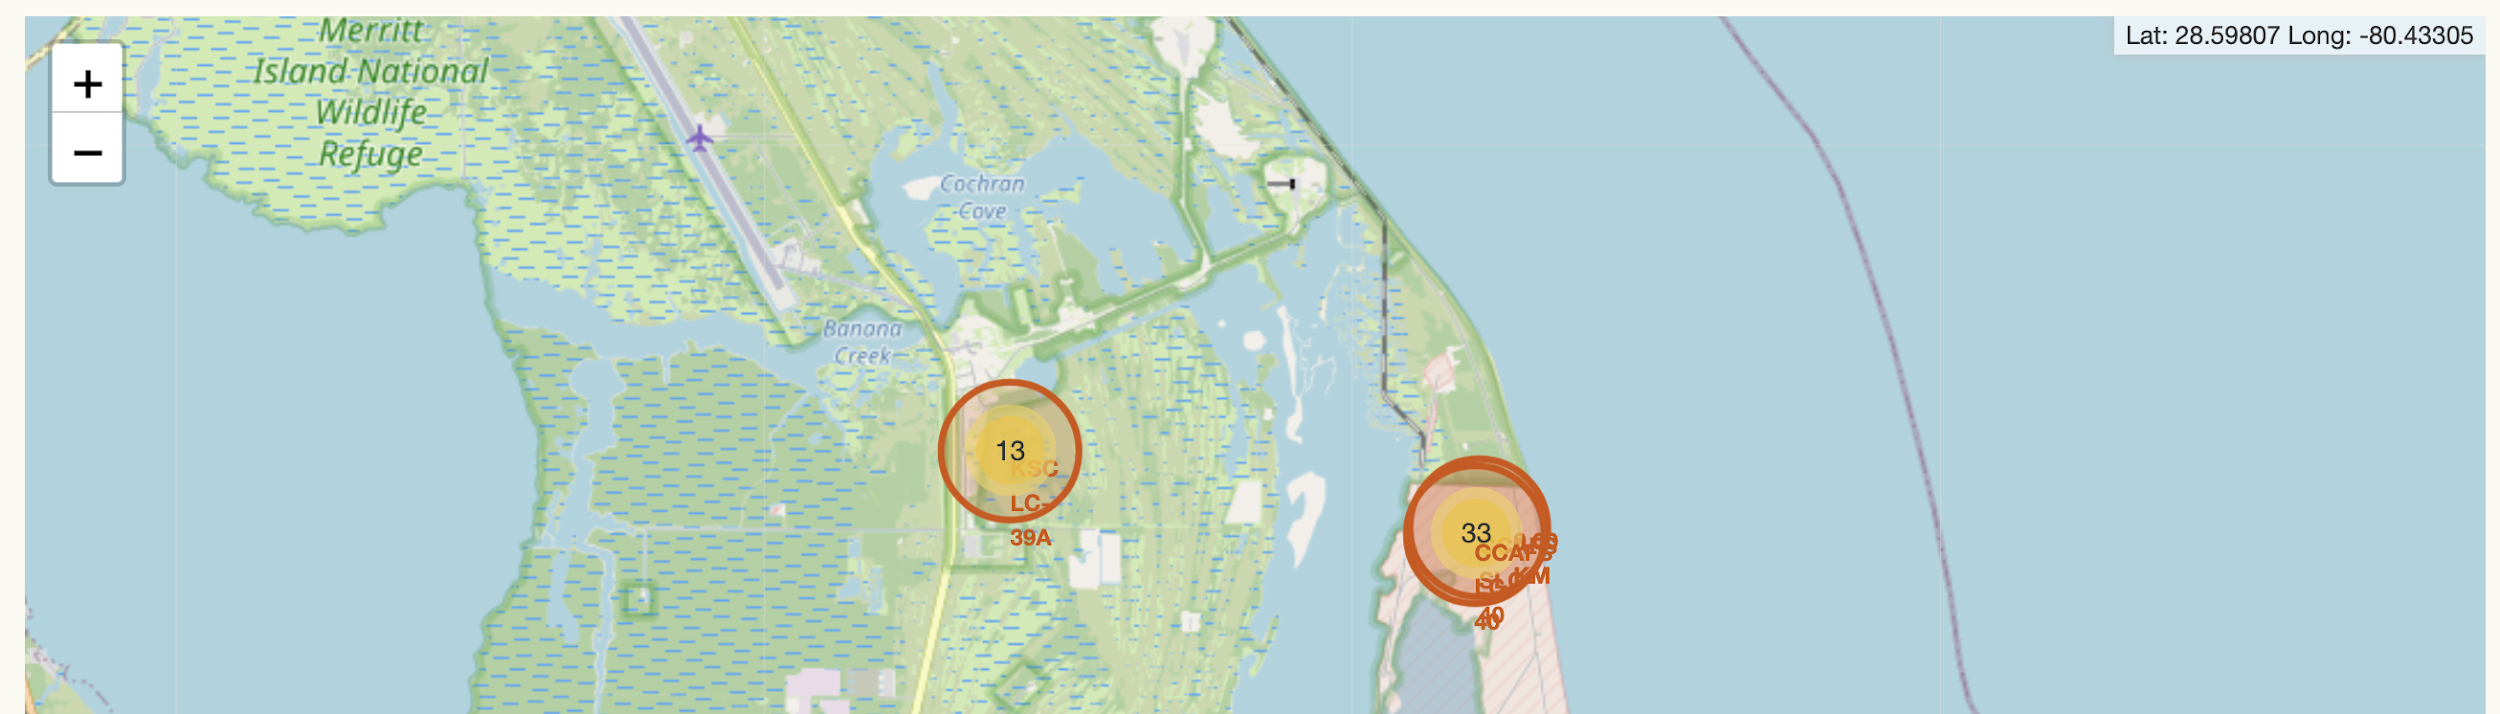 Merritt
Island National
Wildlife
Refuge
+
−
Lat: 28.59807 Long: -80.43305
Cochran
Cove
Banana
Creek
13
KSC
LC-
39A
33
CCAFS
KM
40